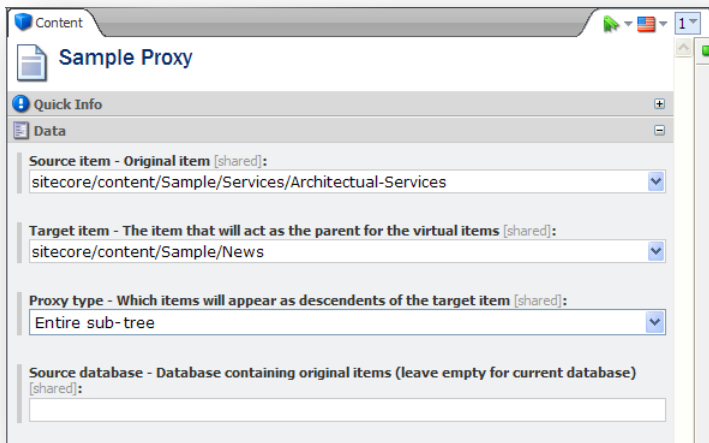 Content
1
Sample Proxy
Quick Info
Data
Source item - Original item [shared]:
sitecore/content/Sample/Services/Architectual-Services
Target item - The item that will act as the parent for the virtual items [shared]:
sitecore/content/Sample/News
Proxy type - Which items will appear as descendents of the target item [shared]:
Entire sub-tree
Source database - Database containing original items (leave empty for current database)
[shared]: